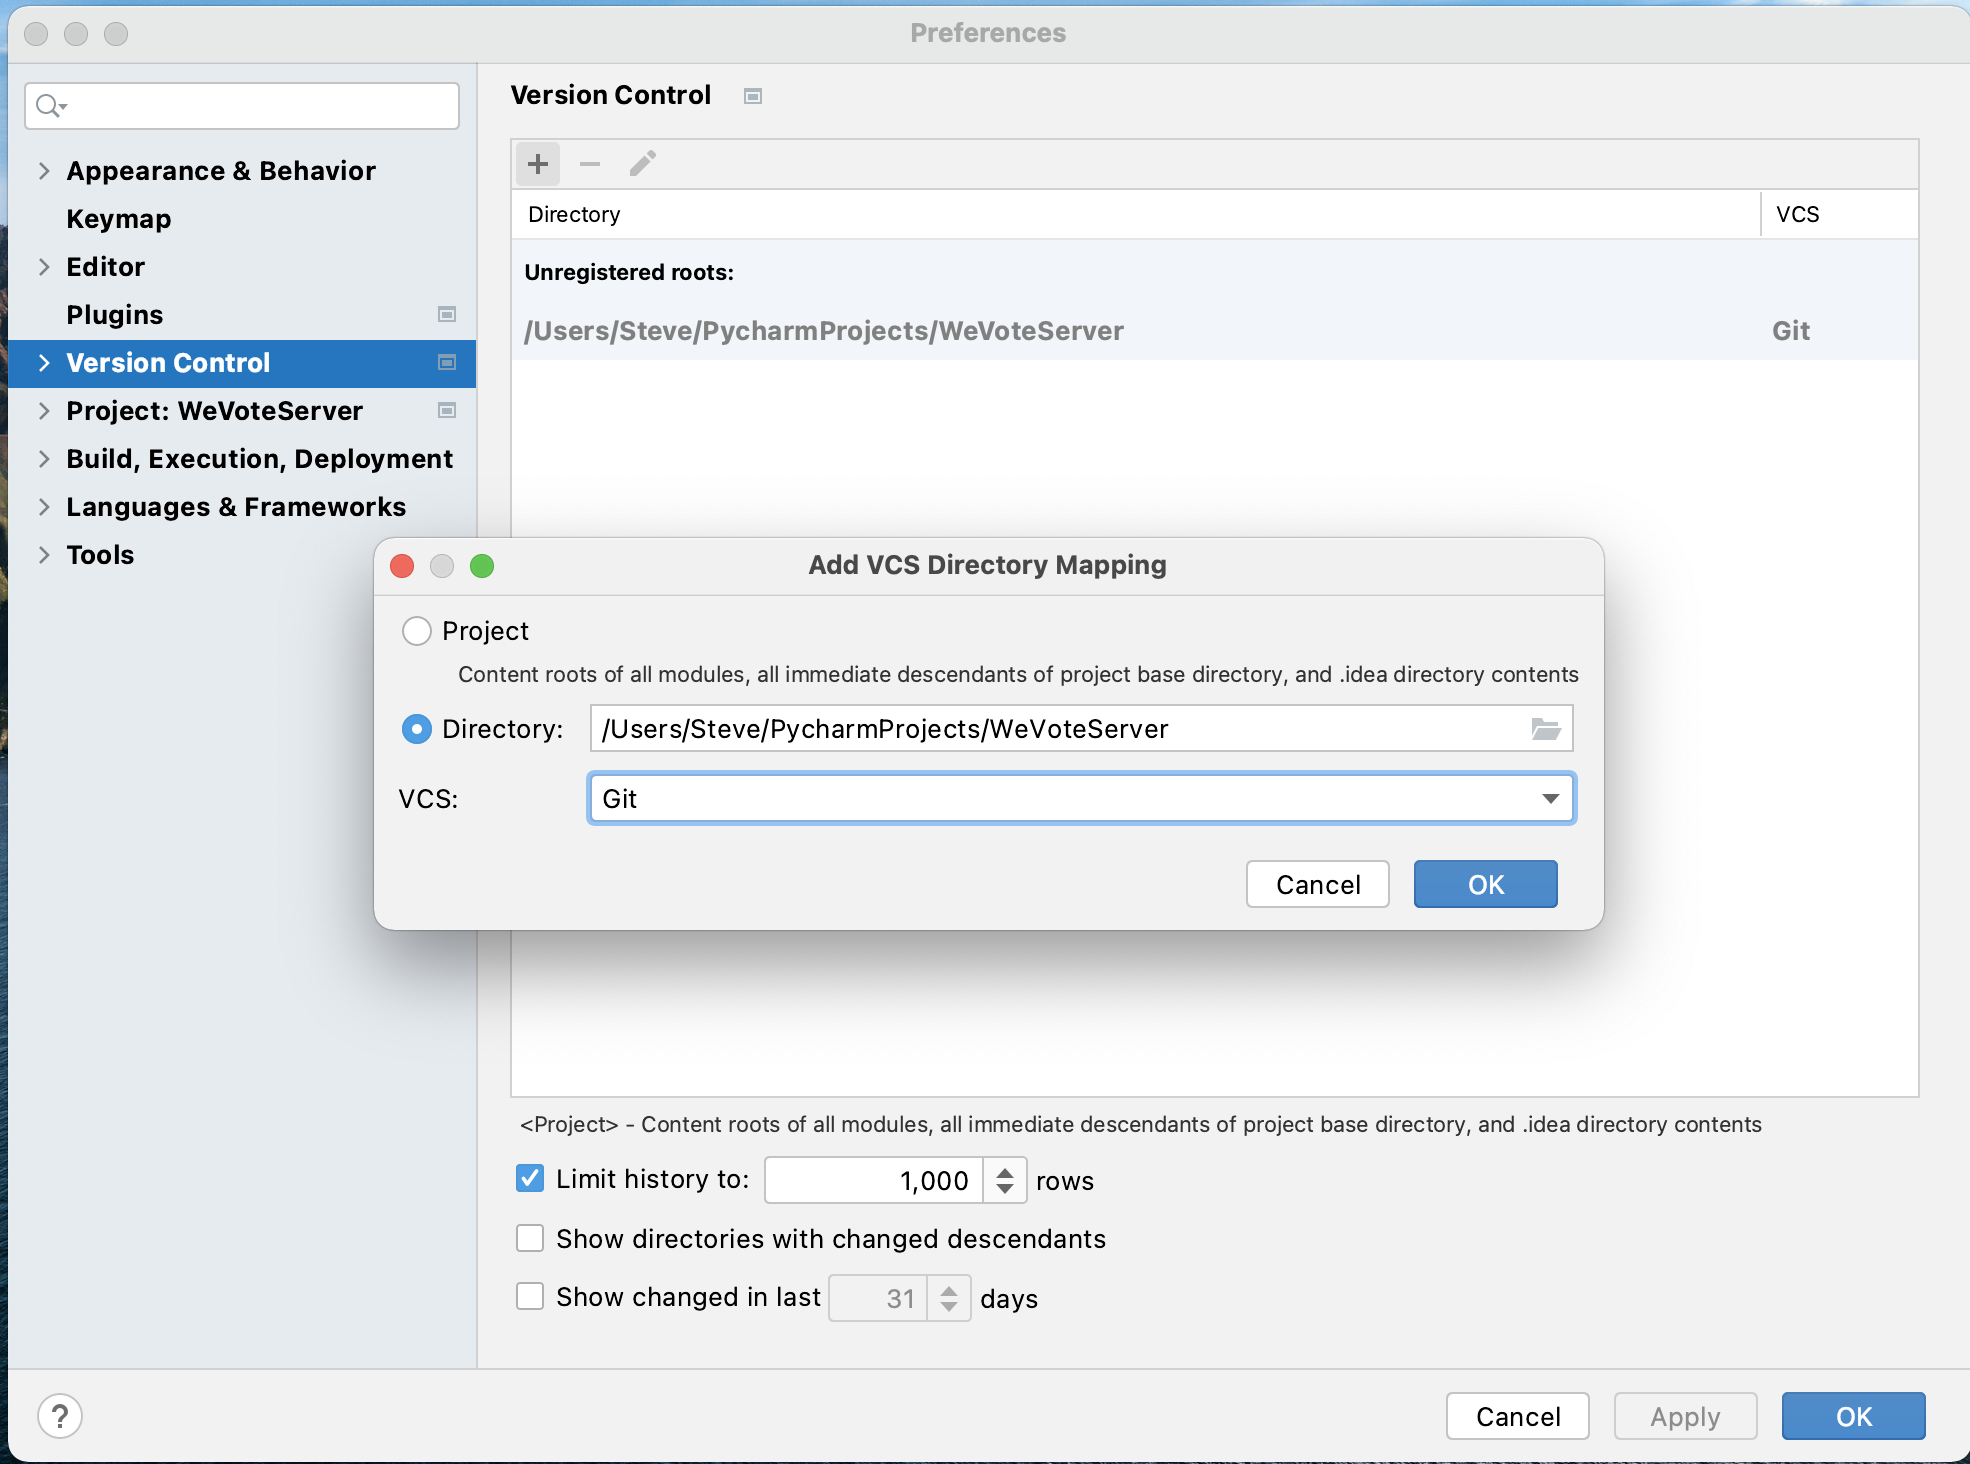 Preferences
Version Control
Appearance & Behavior
Keymap
Editor
Plugins
Version Control
Project: WeVoteServer
Build, Execution, Deployment
Languages & Frameworks
Tools
Directory VCS
Unregistered roots:
/Users/Steve/PycharmProjects/WeVoteServer Git
Add VCS Directory Mapping
Project
Content roots of all modules, all immediate descendants of project base directory, and .idea directory contents
Directory: /Users/Steve/PycharmProjects/WeVoteServer
VCS: Git
Cancel OK
<Project> - Content roots of all modules, all immediate descendants of project base directory, and .idea directory contents
Limit history to: 1,000 rows
Show directories with changed descendants
Show changed in last 31 days
? Cancel Apply OK